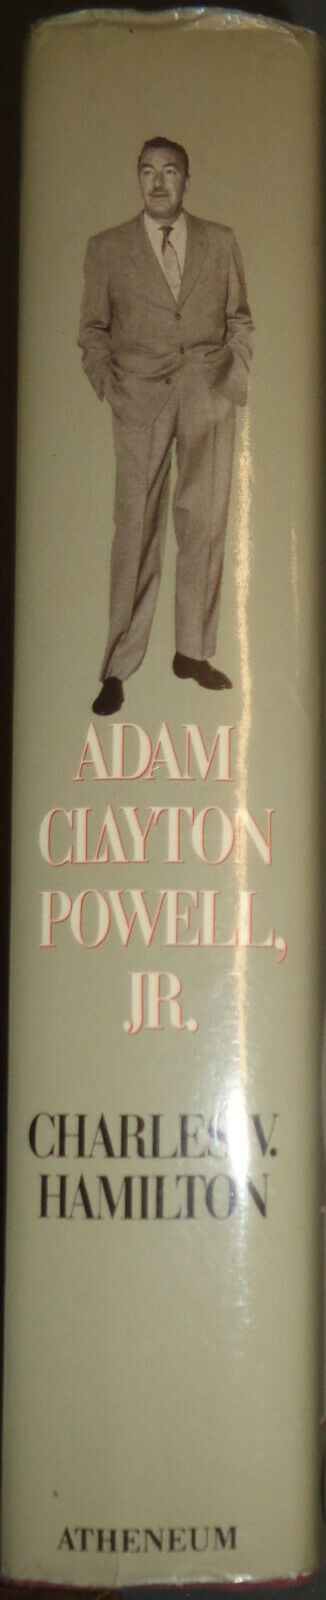 ADAM
CLAYTON
POWELL,
JR.
CHARLES V.
HAMILTON
ATHENEUM